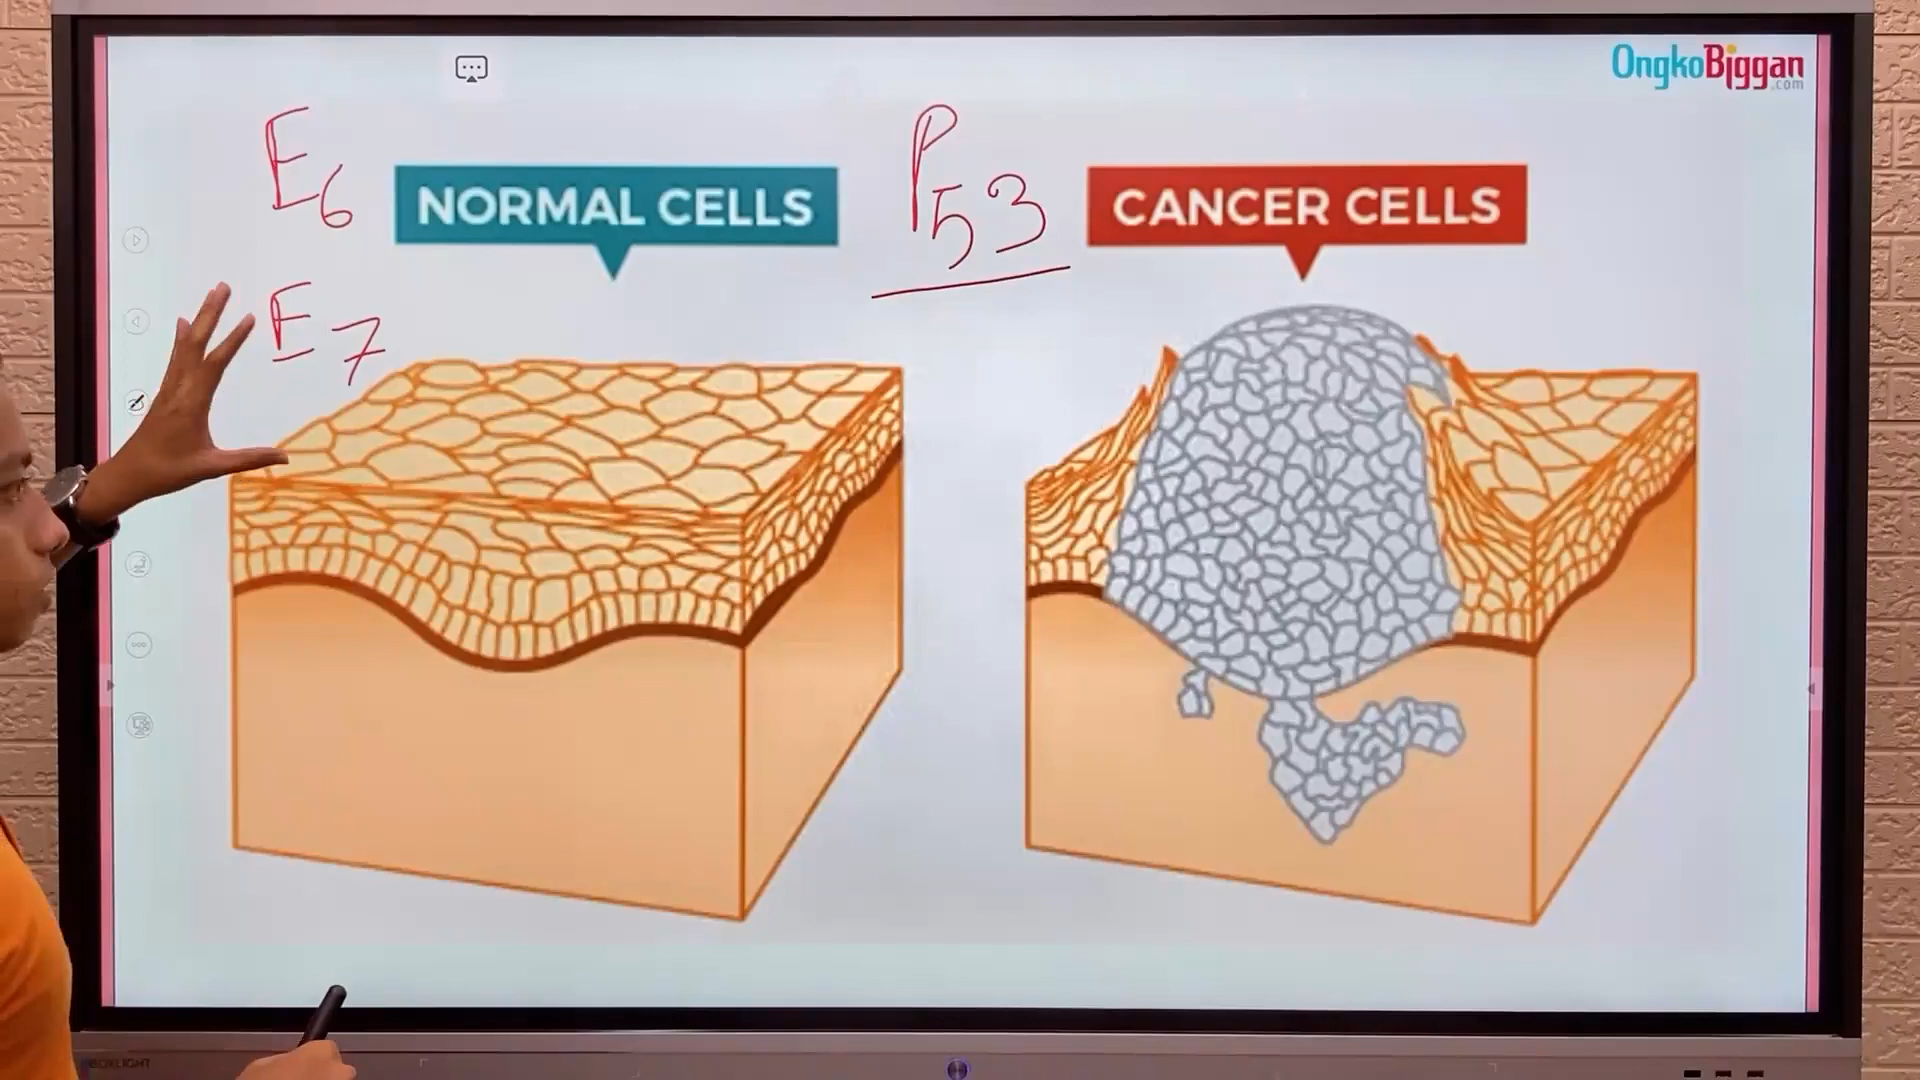 OngkoBiggan
.com
E6
P53
NORMAL CELLS
CANCER CELLS
E7